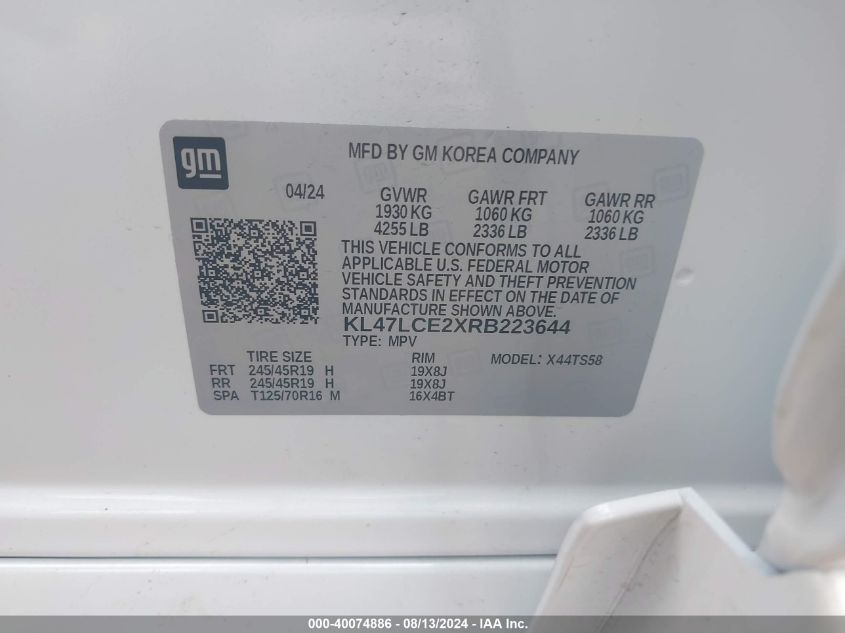 gm
MFD BY GM KOREA COMPANY
04/24 GVWR GAWR FRT GAWR RR
1930 KG 1060 KG 1060 KG
4255 LB 2336 LB 2336 LB
THIS VEHICLE CONFORMS TO ALL
APPLICABLE U.S. FEDERAL MOTOR
VEHICLE SAFETY AND THEFT PREVENTION
STANDARDS IN EFFECT ON THE DATE OF
MANUFACTURE SHOWN ABOVE.
KL47LCE2XRB223644
TYPE: MPV
TIRE SIZE RIM MODEL: X44TS58
FRT 245/45R19 H 19X8J
RR 245/45R19 H 19X8J
SPA T125/70R16 M 16X4BT
000-40074886 - 08/13/2024 - IAA Inc.